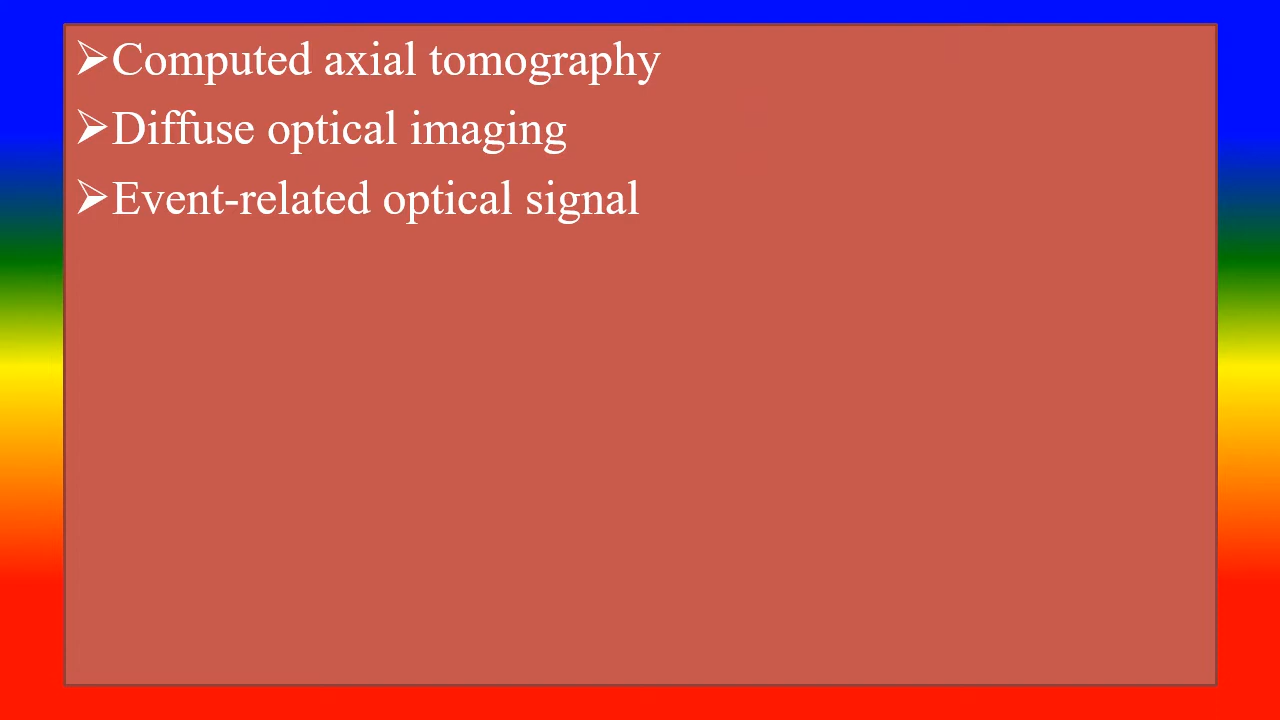 ➢Computed axial tomography
➢Diffuse optical imaging
➢Event-related optical signal